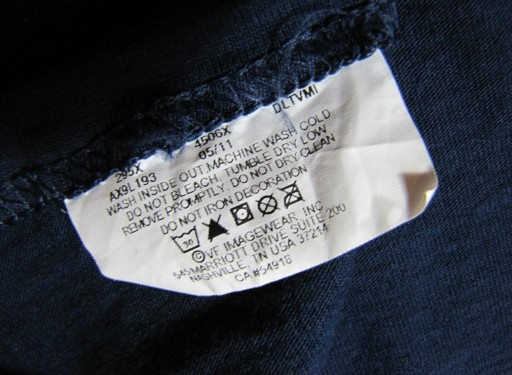 295X 4506X DLTVMI
AX9L193 05/11
WASH INSIDE OUT. MACHINE WASH COLD
DO NOT BLEACH. TUMBLE DRY LOW
REMOVE PROMPTLY. DO NOT DRY CLEAN
DO NOT IRON DECORATION
30
©VF IMAGEWEAR, INC
545 MARRIOTT DRIVE SUITE 200
NASHVILLE, TN USA 37214
CA#54916